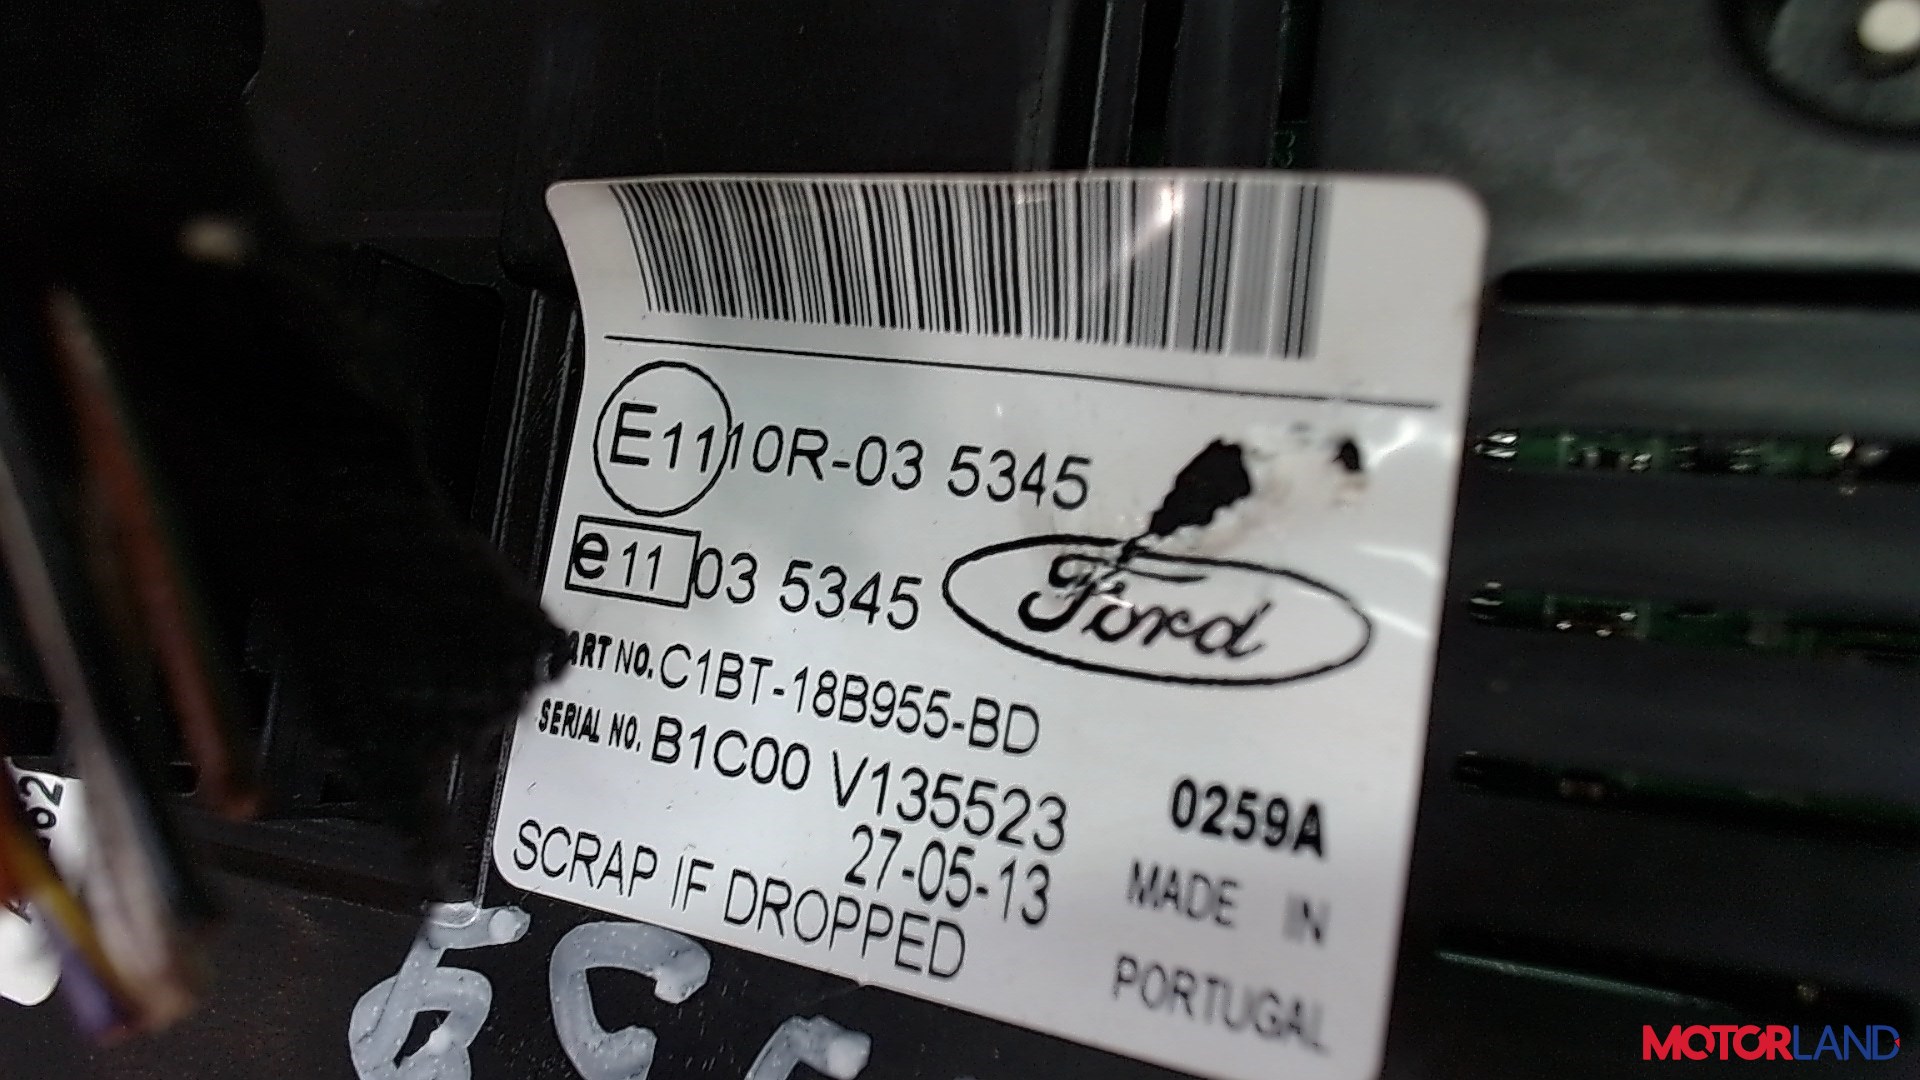 E11 10R-03 5345
e11 03 5345
Ford
PART NO. C1BT-18B955-BD
SERIAL NO. B1C00 V135523
0259A
27-05-13
MADE IN
SCRAP IF DROPPED
PORTUGAL
MOTORLAND